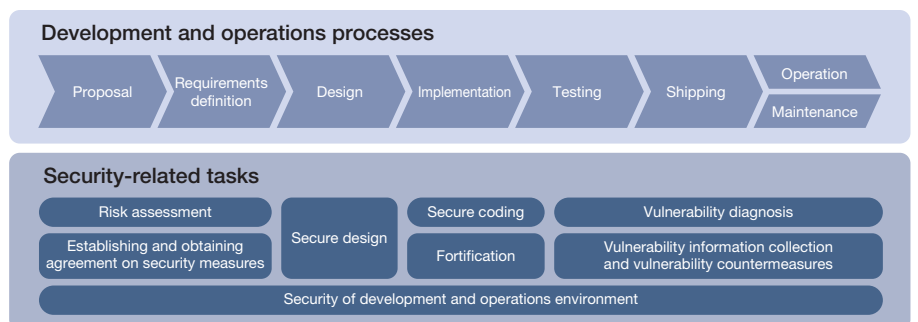 Development and operations processes
Proposal
Requirements
definition
Design
Implementation
Testing
Shipping
Operation
Maintenance
Security-related tasks
Risk assessment
Establishing and obtaining
agreement on security measures
Secure design
Secure coding
Fortification
Vulnerability diagnosis
Vulnerability information collection
and vulnerability countermeasures
Security of development and operations environment